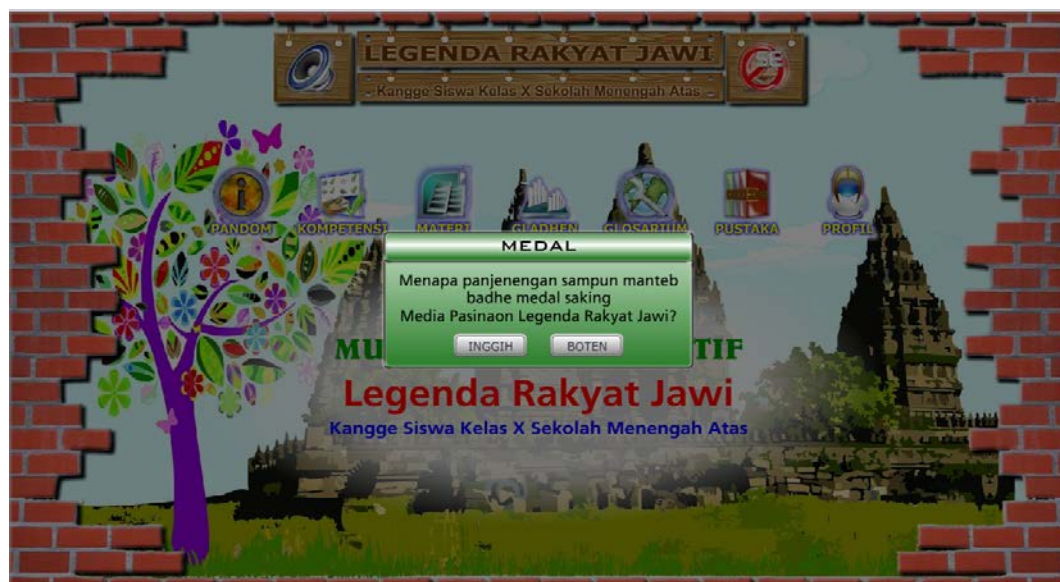 LEGENDA RAKYAT JAWI
Kangge Siswa Kelas X Sekolah Menengah Atas
PANDOM KOMPETENSI MATERI GLADHEN GLOSARIUM PUSTAKA PROFIL
MEDAL
Menapa panjenengan sampun manteb
badhe medal saking
Media Pasinaon Legenda Rakyat Jawi?
INGGIH BOTEN
MU TIF
Legenda Rakyat Jawi
Kangge Siswa Kelas X Sekolah Menengah Atas